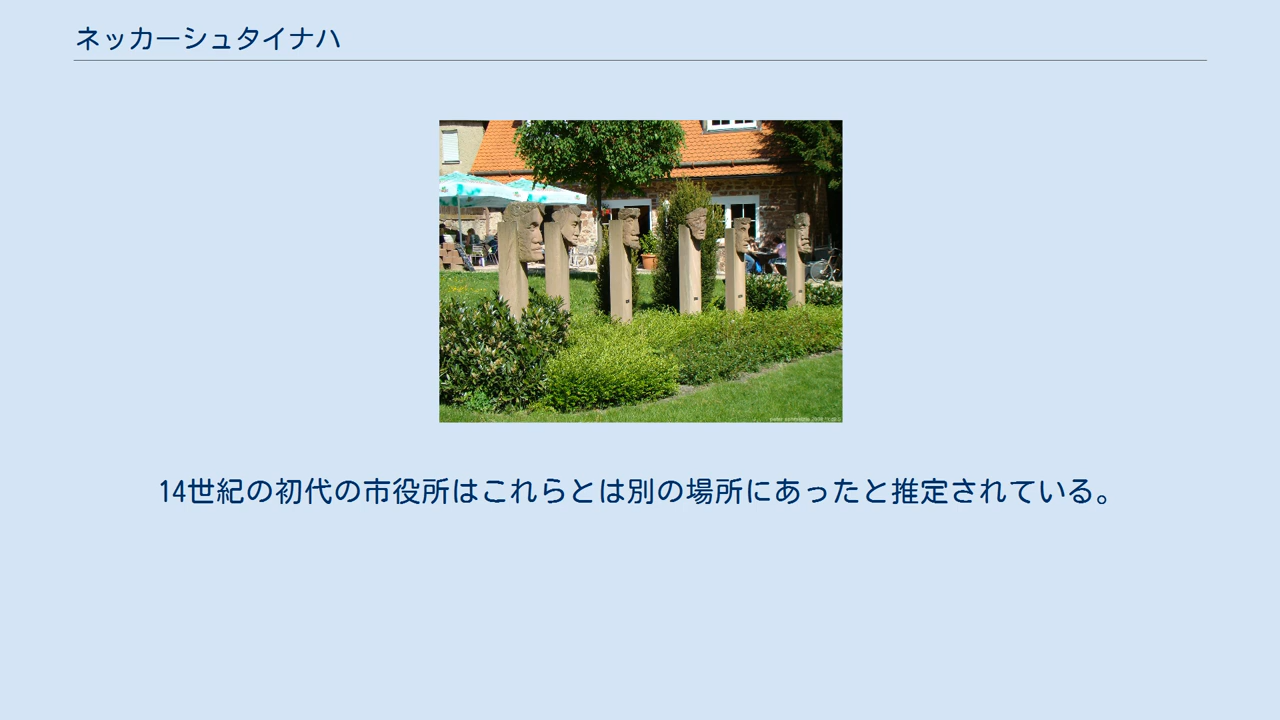 ネッカーシュタイナハ
14世紀の初代の市役所はこれらとは別の場所にあったと推定されている。